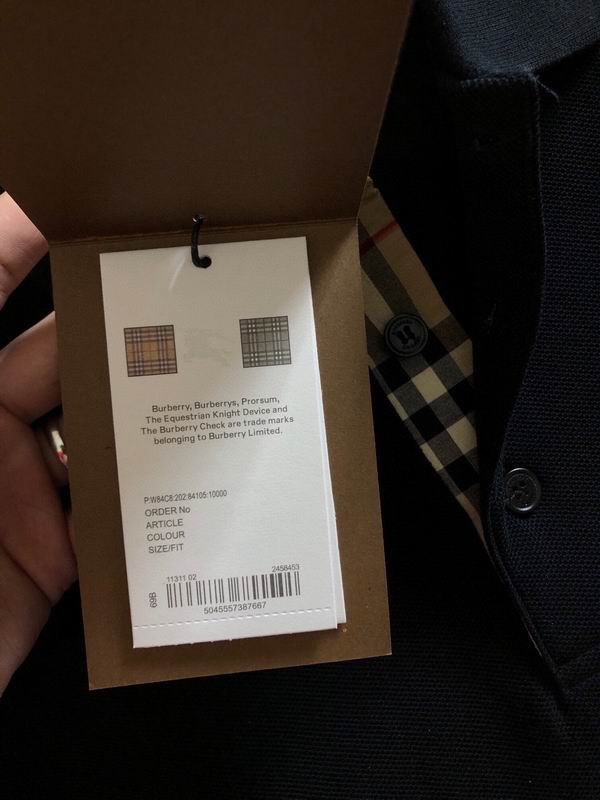 Burberry, Burberrys, Prorsum,
The Equestrian Knight Device and
The Burberry Check are trade marks
belonging to Burberry Limited.
P:W84C8:202:84105:10000
ORDER No
ARTICLE
COLOUR
SIZE/FIT
11311 02 2458453
69B
5045557387667